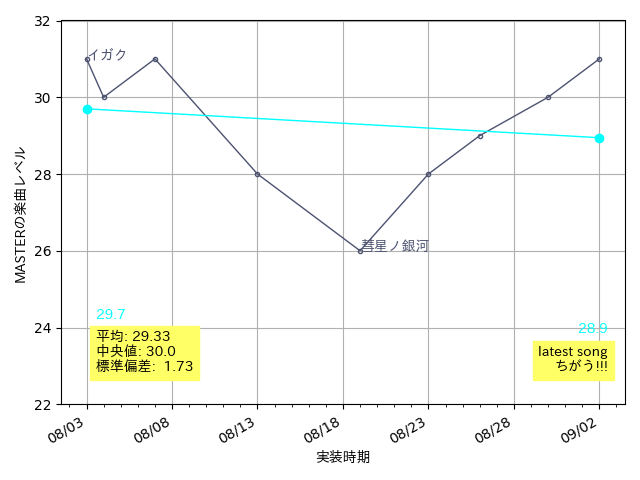 32
30
28
26
24
22
MASTERの楽曲レベル
イガク
彗星ノ銀河
29.7
平均: 29.33
中央値: 30.0
標準偏差: 1.73
28.9
latest song
ちがう!!!
08/03
08/08
08/13
08/18
08/23
08/28
09/02
実装時期